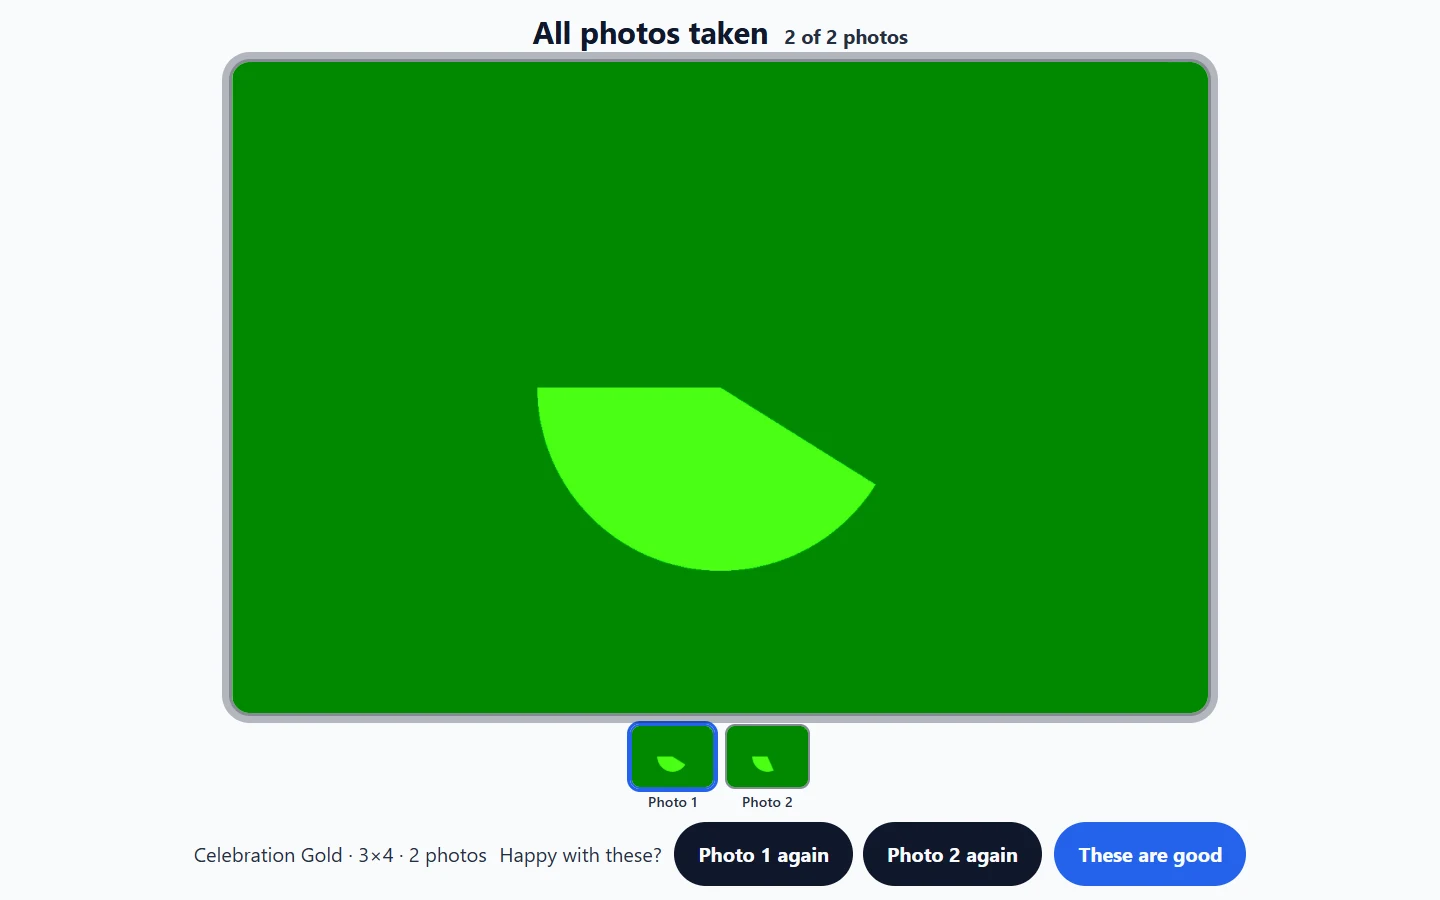 All photos taken 2 of 2 photos
Photo 1 Photo 2
Celebration Gold · 3×4 · 2 photos Happy with these? Photo 1 again Photo 2 again These are good